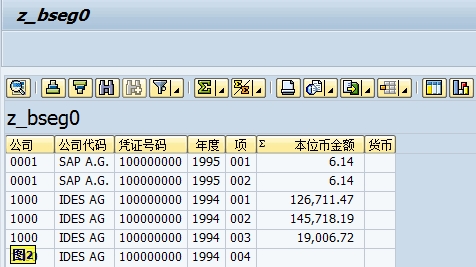 z_bseg0
z_bseg0
公司 公司代码 凭证号码 年度 项 Σ 本位币金额 货币
0001 SAP A.G. 100000000 1995 001 6.14
0001 SAP A.G. 100000000 1995 002 6.14
1000 IDES AG 100000000 1994 001 126,711.47
1000 IDES AG 100000000 1994 002 145,718.19
1000 IDES AG 100000000 1994 003 19,006.72
图2 IDES AG 100000000 1994 004